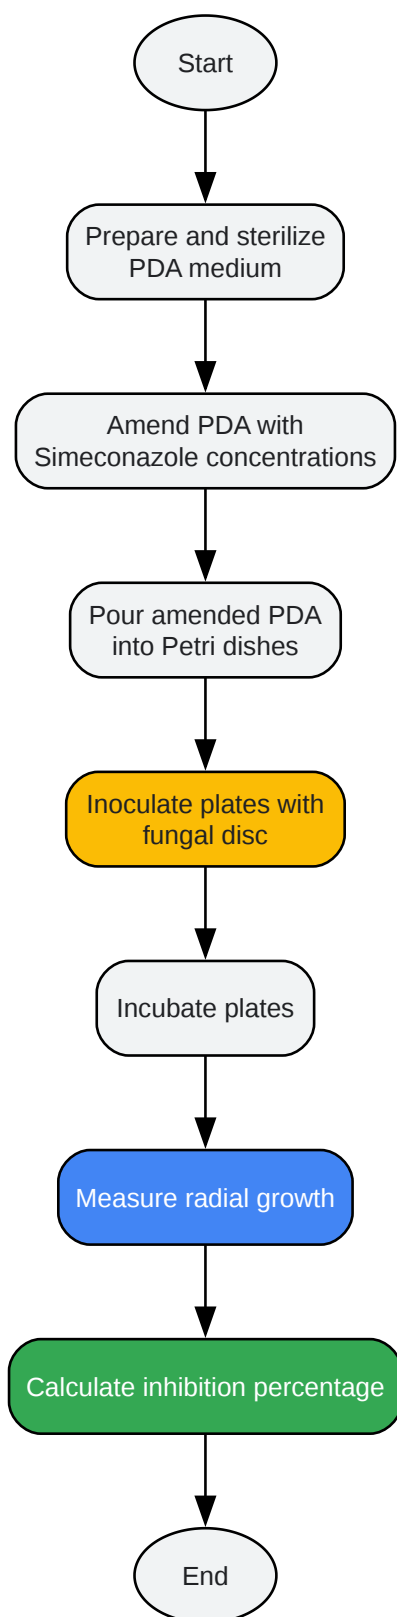 Start
Prepare and sterilize
PDA medium
Amend PDA with
Simeconazole concentrations
Pour amended PDA
into Petri dishes
Inoculate plates with
fungal disc
Incubate plates
Measure radial growth
Calculate inhibition percentage
End